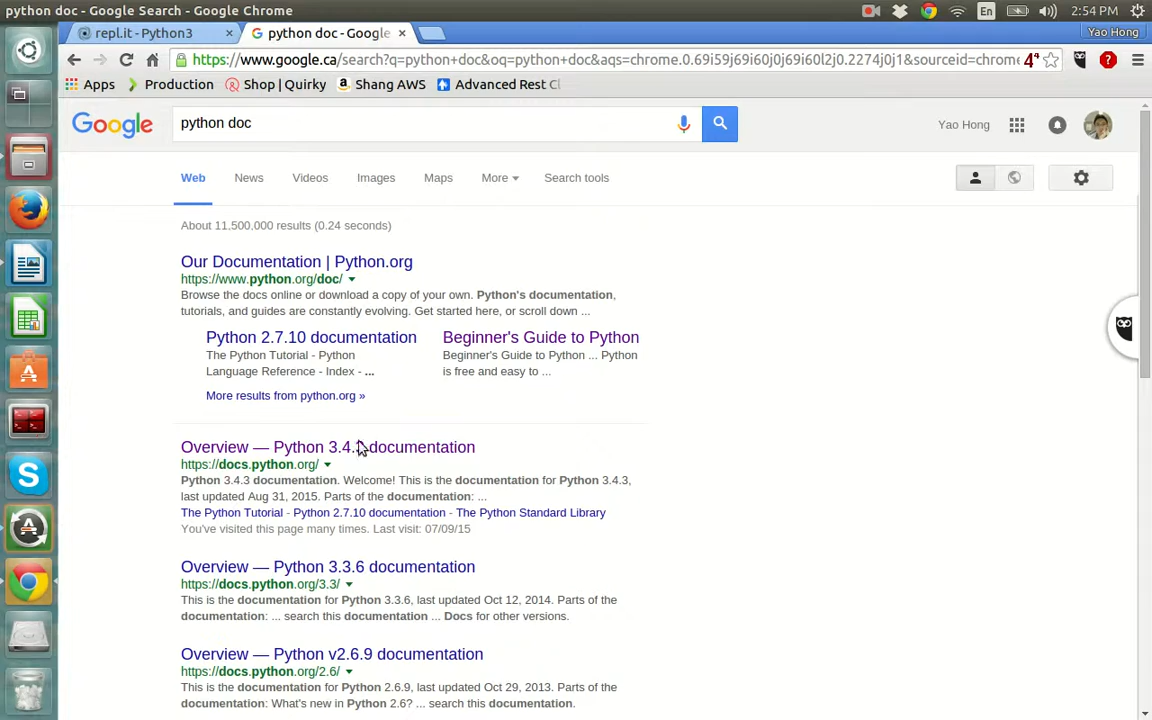 python doc - Google Search - Google Chrome
En
2:54 PM
repl.it - Python3
python doc - Google
Yao Hong
https://www.google.ca/search?q=python+doc&oq=python+doc&aqs=chrome.0.69i59j69i60j0j69i60l2j0.2274j0j1&sourceid=chrome
4
?
Apps
Production
Shop | Quirky
Shang AWS
Advanced Rest Cl
Google
python doc
Yao Hong
Web
News
Videos
Images
Maps
More
Search tools
About 11,500,000 results (0.24 seconds)
Our Documentation | Python.org
https://www.python.org/doc/
Browse the docs online or download a copy of your own. Python's documentation,
tutorials, and guides are constantly evolving. Get started here, or scroll down ...
Python 2.7.10 documentation
The Python Tutorial - Python
Language Reference - Index - ...
Beginner's Guide to Python
Beginner's Guide to Python ... Python
is free and easy to ...
More results from python.org »
Overview — Python 3.4.3 documentation
https://docs.python.org/
Python 3.4.3 documentation. Welcome! This is the documentation for Python 3.4.3,
last updated Aug 31, 2015. Parts of the documentation: ...
The Python Tutorial - Python 2.7.10 documentation - The Python Standard Library
You've visited this page many times. Last visit: 07/09/15
Overview — Python 3.3.6 documentation
https://docs.python.org/3.3/
This is the documentation for Python 3.3.6, last updated Oct 12, 2014. Parts of the
documentation: ... search this documentation ... Docs for other versions.
Overview — Python v2.6.9 documentation
https://docs.python.org/2.6/
This is the documentation for Python 2.6.9, last updated Oct 29, 2013. Parts of the
documentation: What's new in Python 2.6? ... search this documentation.